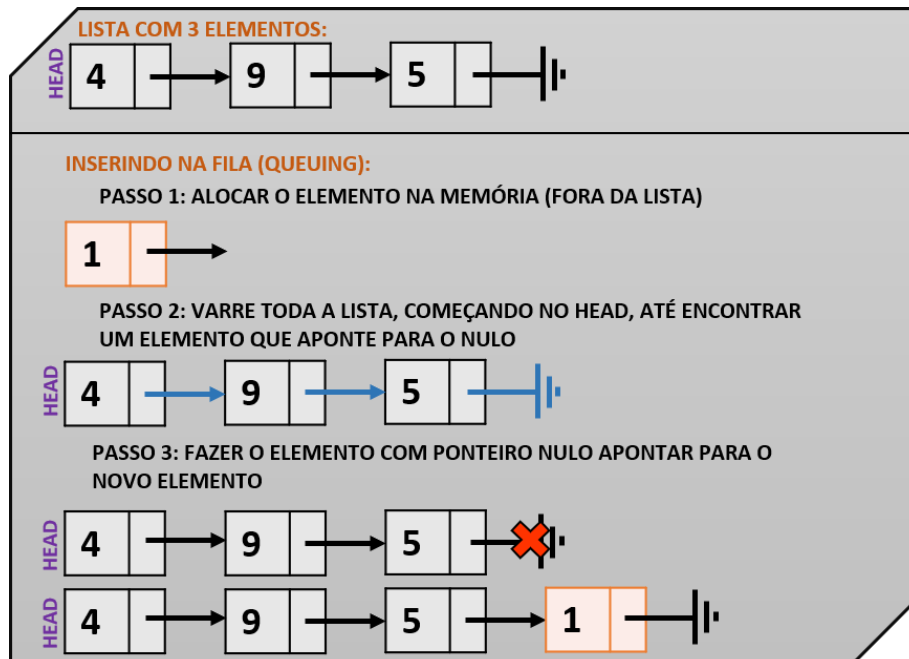 LISTA COM 3 ELEMENTOS:
HEAD 4 9 5
INSERINDO NA FILA (QUEUING):
PASSO 1: ALOCAR O ELEMENTO NA MEMÓRIA (FORA DA LISTA)
1
PASSO 2: VARRE TODA A LISTA, COMEÇANDO NO HEAD, ATÉ ENCONTRAR
UM ELEMENTO QUE APONTE PARA O NULO
HEAD 4 9 5
PASSO 3: FAZER O ELEMENTO COM PONTEIRO NULO APONTAR PARA O
NOVO ELEMENTO
HEAD 4 9 5
HEAD 4 9 5 1